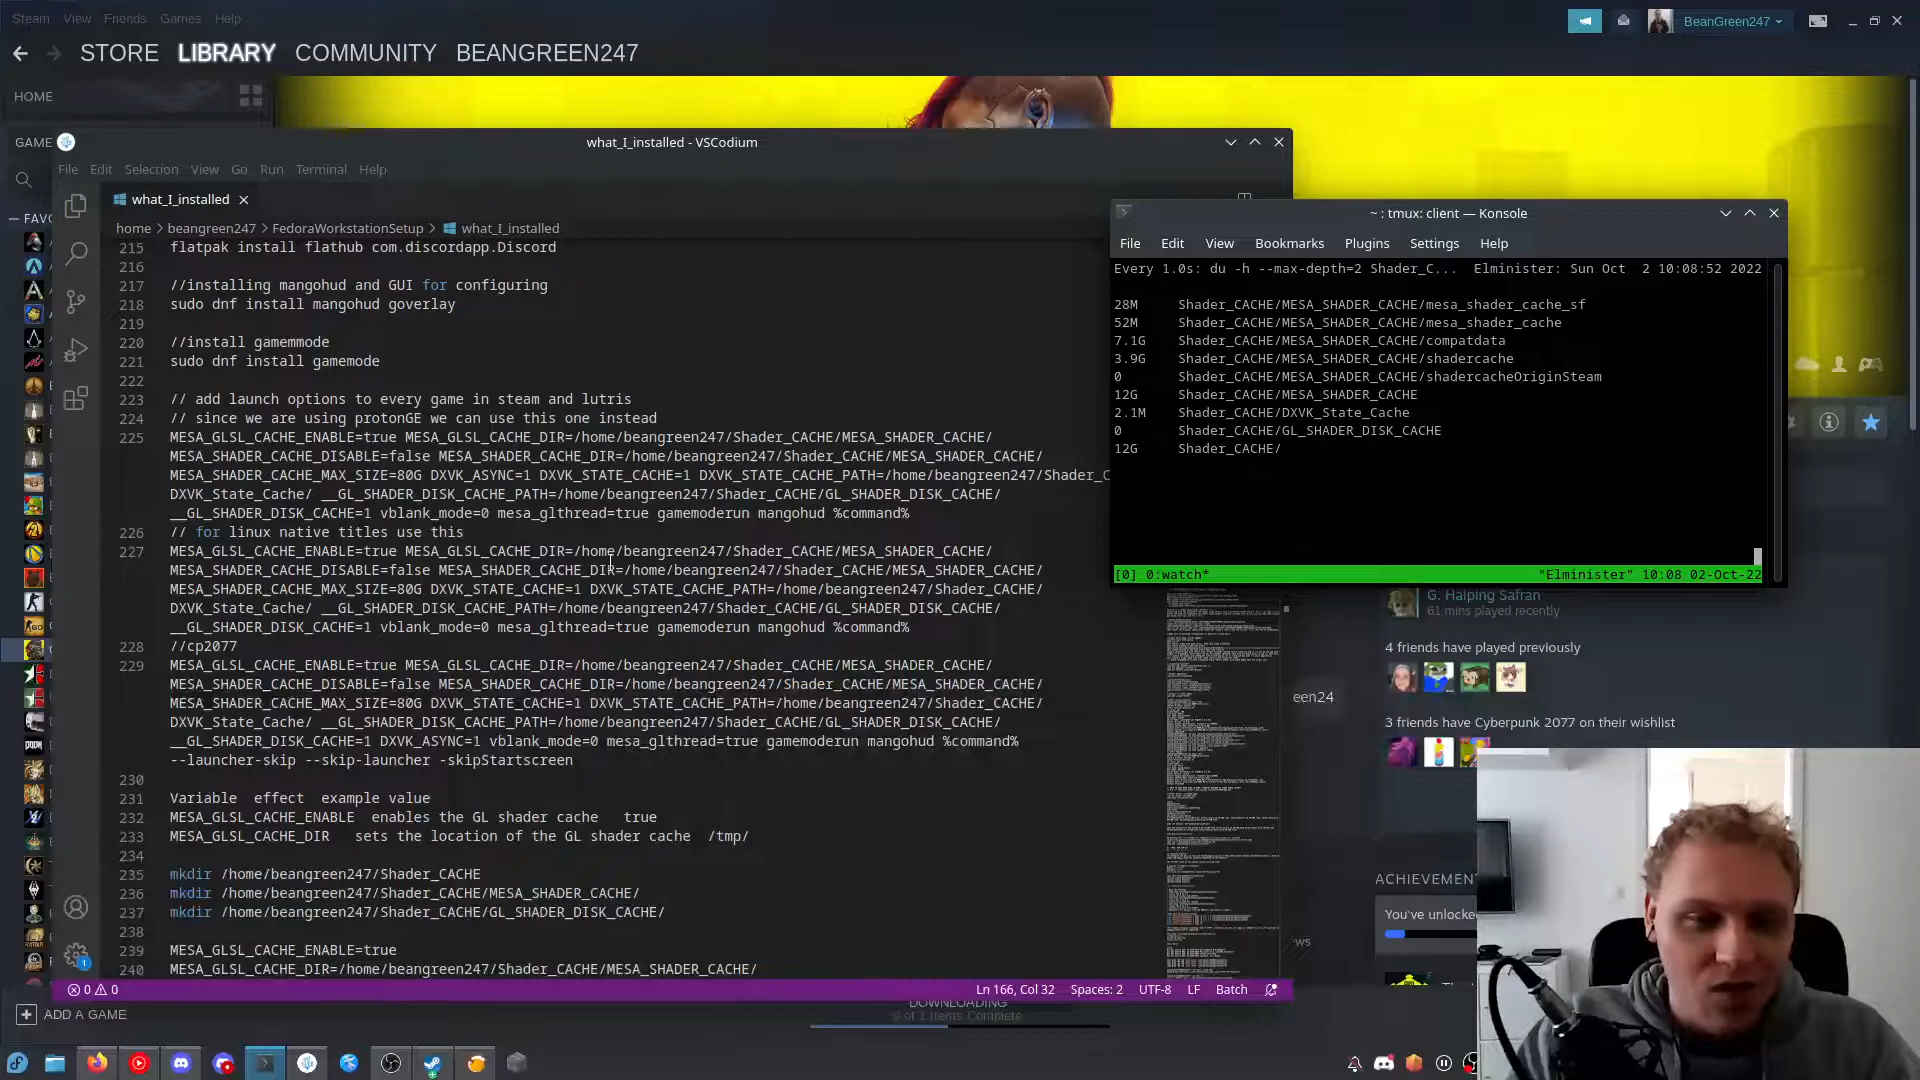 Steam View Friends Games Help
BeanGreen247
STORE LIBRARY COMMUNITY BEANGREEN247
HOME
GAME
FAVO
what_I_installed - VSCodium
File Edit Selection View Go Run Terminal Help
what_I_installed
home > beangreen247 > FedoraWorkstationSetup > what_I_installed
215 flatpak install flathub com.discordapp.Discord
216
217 //installing mangohud and GUI for configuring
218 sudo dnf install mangohud goverlay
219
220 //install gamemmode
221 sudo dnf install gamemode
222
223 // add launch options to every game in steam and lutris
224 // since we are using protonGE we can use this one instead
225 MESA_GLSL_CACHE_ENABLE=true MESA_GLSL_CACHE_DIR=/home/beangreen247/Shader_CACHE/MESA_SHADER_CACHE/
MESA_SHADER_CACHE_DISABLE=false MESA_SHADER_CACHE_DIR=/home/beangreen247/Shader_CACHE/MESA_SHADER_CACHE/
MESA_SHADER_CACHE_MAX_SIZE=80G DXVK_ASYNC=1 DXVK_STATE_CACHE=1 DXVK_STATE_CACHE_PATH=/home/beangreen247/Shader_C
DXVK_State_Cache/ __GL_SHADER_DISK_CACHE_PATH=/home/beangreen247/Shader_CACHE/GL_SHADER_DISK_CACHE/
__GL_SHADER_DISK_CACHE=1 vblank_mode=0 mesa_glthread=true gamemoderun mangohud %command%
226 // for linux native titles use this
227 MESA_GLSL_CACHE_ENABLE=true MESA_GLSL_CACHE_DIR=/home/beangreen247/Shader_CACHE/MESA_SHADER_CACHE/
MESA_SHADER_CACHE_DISABLE=false MESA_SHADER_CACHE_DIR=/home/beangreen247/Shader_CACHE/MESA_SHADER_CACHE/
MESA_SHADER_CACHE_MAX_SIZE=80G DXVK_STATE_CACHE=1 DXVK_STATE_CACHE_PATH=/home/beangreen247/Shader_CACHE/
DXVK_State_Cache/ __GL_SHADER_DISK_CACHE_PATH=/home/beangreen247/Shader_CACHE/GL_SHADER_DISK_CACHE/
__GL_SHADER_DISK_CACHE=1 vblank_mode=0 mesa_glthread=true gamemoderun mangohud %command%
228 //cp2077
229 MESA_GLSL_CACHE_ENABLE=true MESA_GLSL_CACHE_DIR=/home/beangreen247/Shader_CACHE/MESA_SHADER_CACHE/
MESA_SHADER_CACHE_DISABLE=false MESA_SHADER_CACHE_DIR=/home/beangreen247/Shader_CACHE/MESA_SHADER_CACHE/
MESA_SHADER_CACHE_MAX_SIZE=80G DXVK_STATE_CACHE=1 DXVK_STATE_CACHE_PATH=/home/beangreen247/Shader_CACHE/
DXVK_State_Cache/ __GL_SHADER_DISK_CACHE_PATH=/home/beangreen247/Shader_CACHE/GL_SHADER_DISK_CACHE/
__GL_SHADER_DISK_CACHE=1 DXVK_ASYNC=1 vblank_mode=0 mesa_glthread=true gamemoderun mangohud %command%
--launcher-skip --skip-launcher -skipStartscreen
230
231 Variable effect example value
232 MESA_GLSL_CACHE_ENABLE enables the GL shader cache true
233 MESA_GLSL_CACHE_DIR sets the location of the GL shader cache /tmp/
234
235 mkdir /home/beangreen247/Shader_CACHE
236 mkdir /home/beangreen247/Shader_CACHE/MESA_SHADER_CACHE/
237 mkdir /home/beangreen247/Shader_CACHE/GL_SHADER_DISK_CACHE/
238
239 MESA_GLSL_CACHE_ENABLE=true
240 MESA_GLSL_CACHE_DIR=/home/beangreen247/Shader_CACHE/MESA_SHADER_CACHE/
0 0 Ln 166, Col 32 Spaces: 2 UTF-8 LF Batch
~ : tmux: client — Konsole
File Edit View Bookmarks Plugins Settings Help
Every 1.0s: du -h --max-depth=2 Shader_C... Elminister: Sun Oct 2 10:08:52 2022
28M Shader_CACHE/MESA_SHADER_CACHE/mesa_shader_cache_sf
52M Shader_CACHE/MESA_SHADER_CACHE/mesa_shader_cache
7.1G Shader_CACHE/MESA_SHADER_CACHE/compatdata
3.9G Shader_CACHE/MESA_SHADER_CACHE/shadercache
0 Shader_CACHE/MESA_SHADER_CACHE/shadercacheOriginSteam
12G Shader_CACHE/MESA_SHADER_CACHE
2.1M Shader_CACHE/DXVK_State_Cache
0 Shader_CACHE/GL_SHADER_DISK_CACHE
12G Shader_CACHE/
[0] 0:watch* "Elminister" 10:08 02-Oct-22
G. Haiping Safran
61 mins played recently
4 friends have played previously
een24
3 friends have Cyberpunk 2077 on their wishlist
ACHIEVEMEN
You've unlocke
ews
ADD A GAME
DOWNLOADING
0 of 1 Items Complete